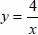 y = 4/x